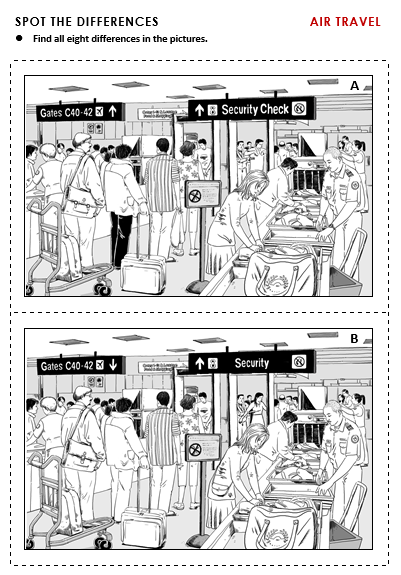 SPOT THE DIFFERENCES
AIR TRAVEL
Find all eight differences in the pictures.
A
Gates C40-42
Security Check
B
Gates C40-42
Security